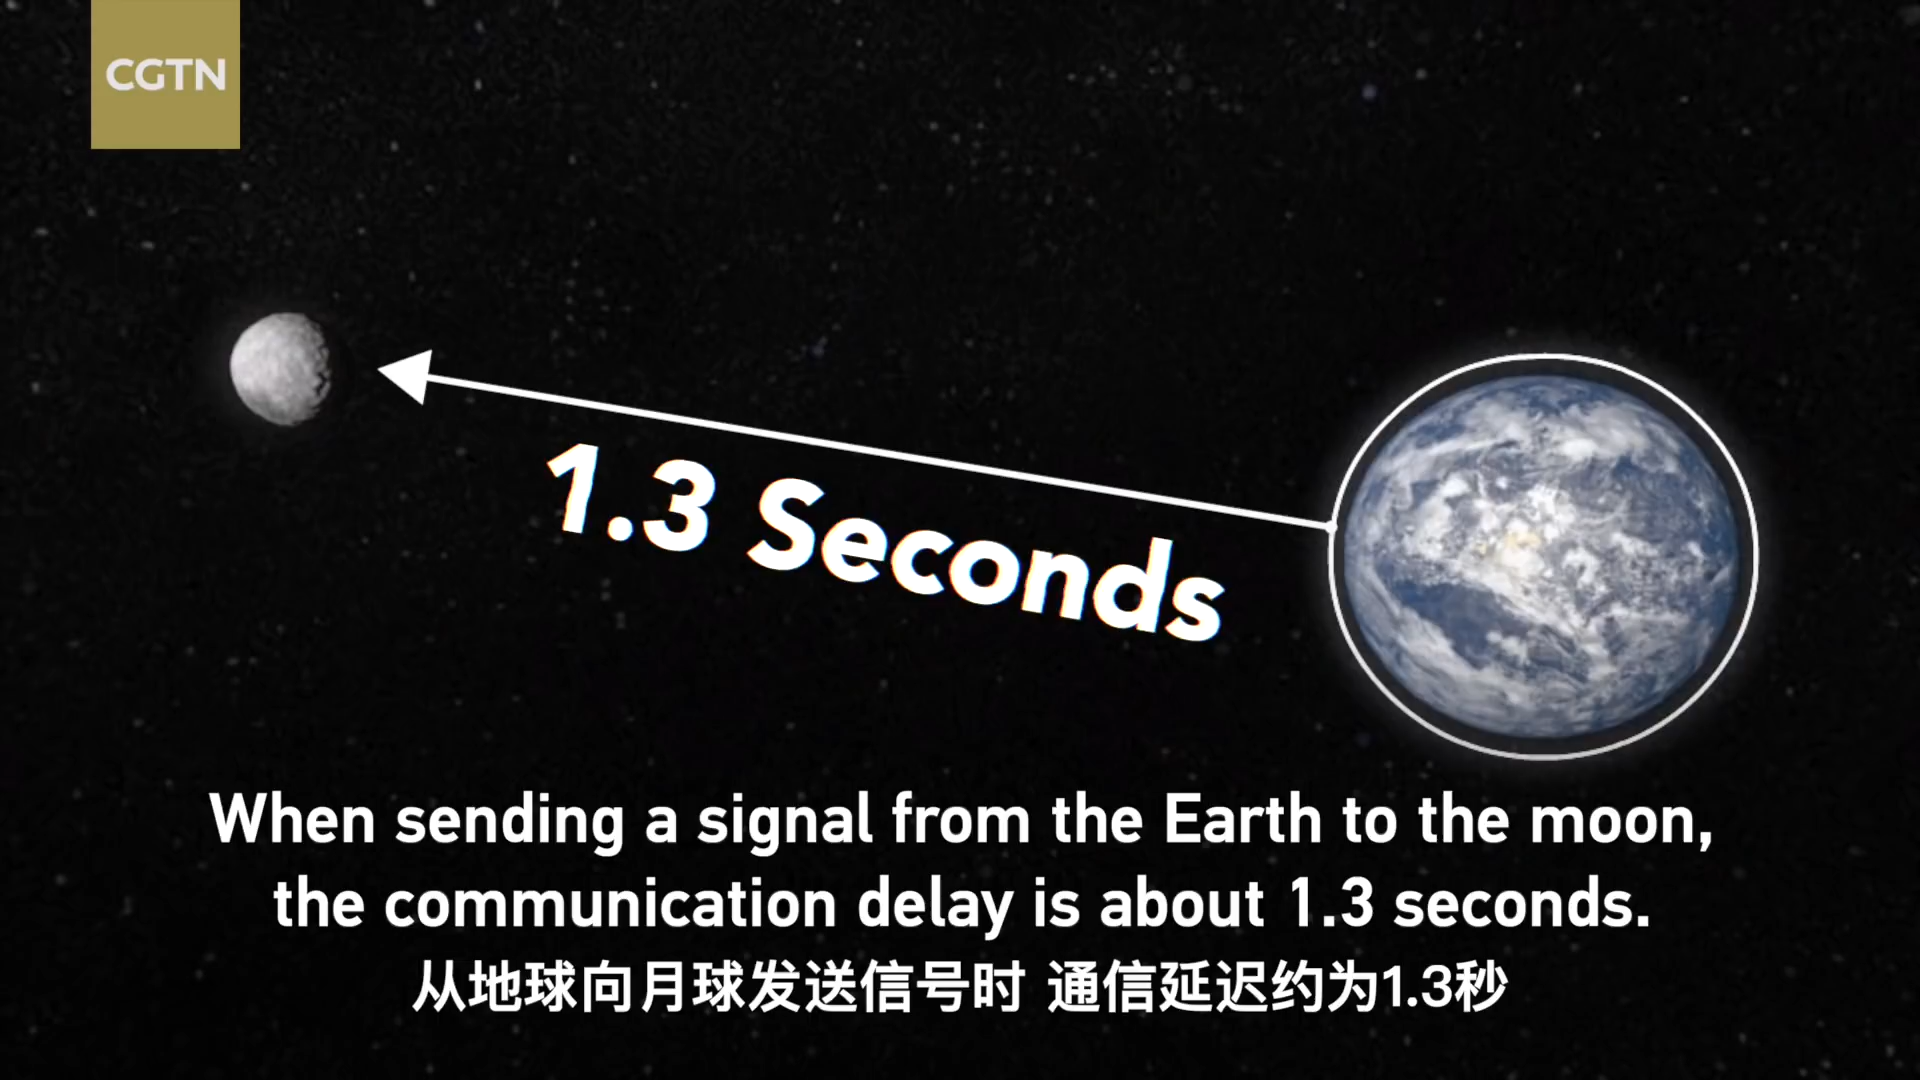 CGTN
1.3 Seconds
When sending a signal from the Earth to the moon,
the communication delay is about 1.3 seconds.
从地球向月球发送信号时 通信延迟约为1.3秒